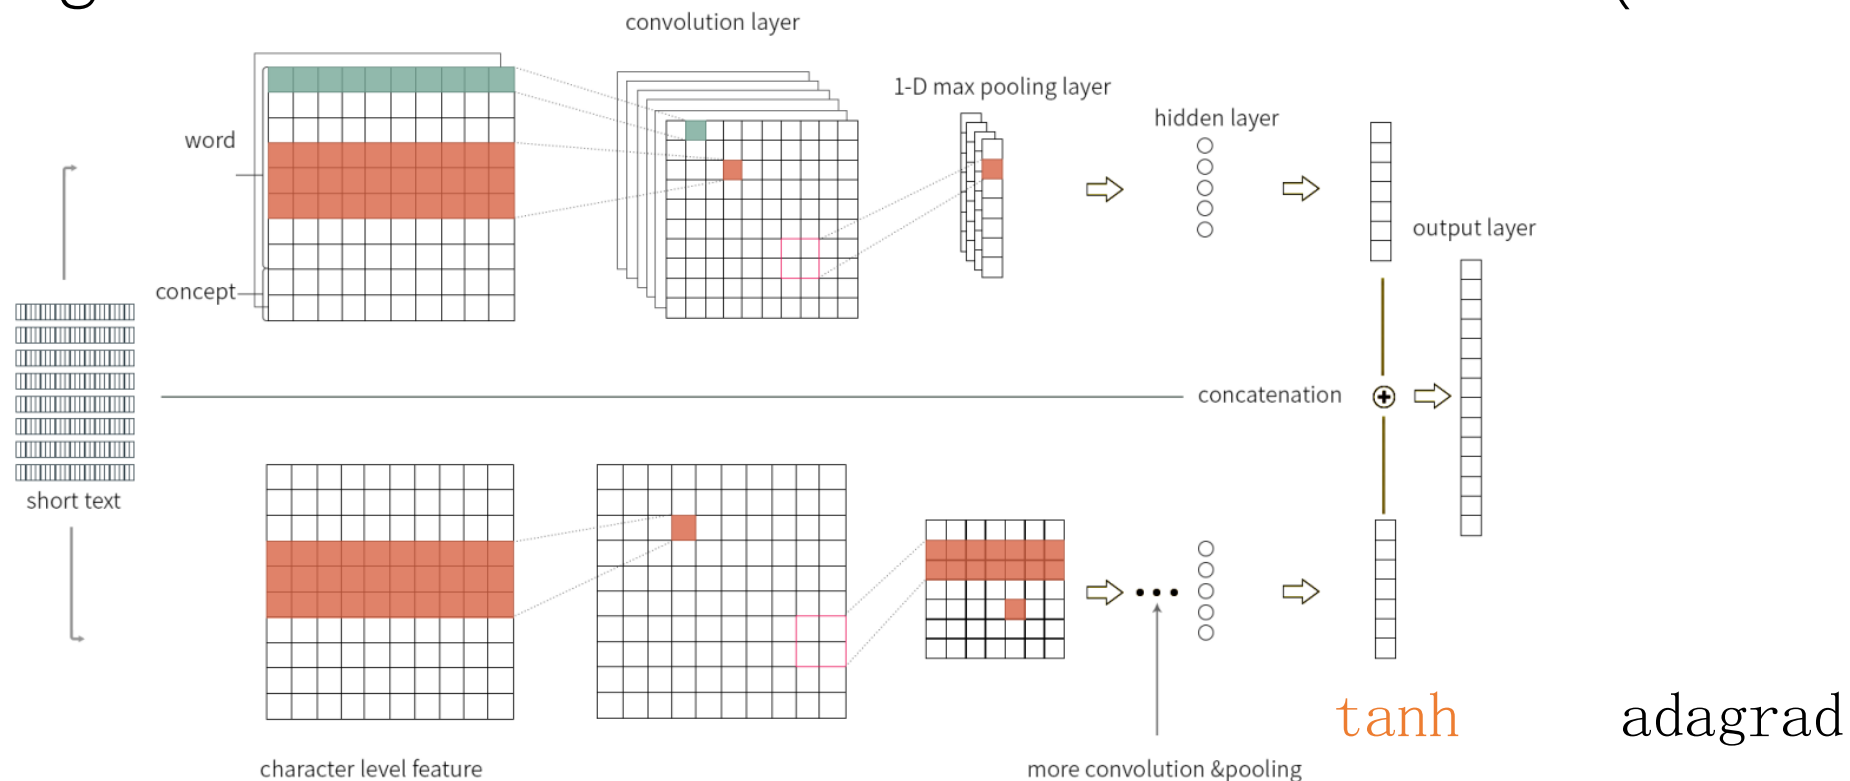 convolution layer
1-D max pooling layer
hidden layer
word
output layer
concept
concatenation
short text
tanh
adagrad
character level feature
more convolution &pooling